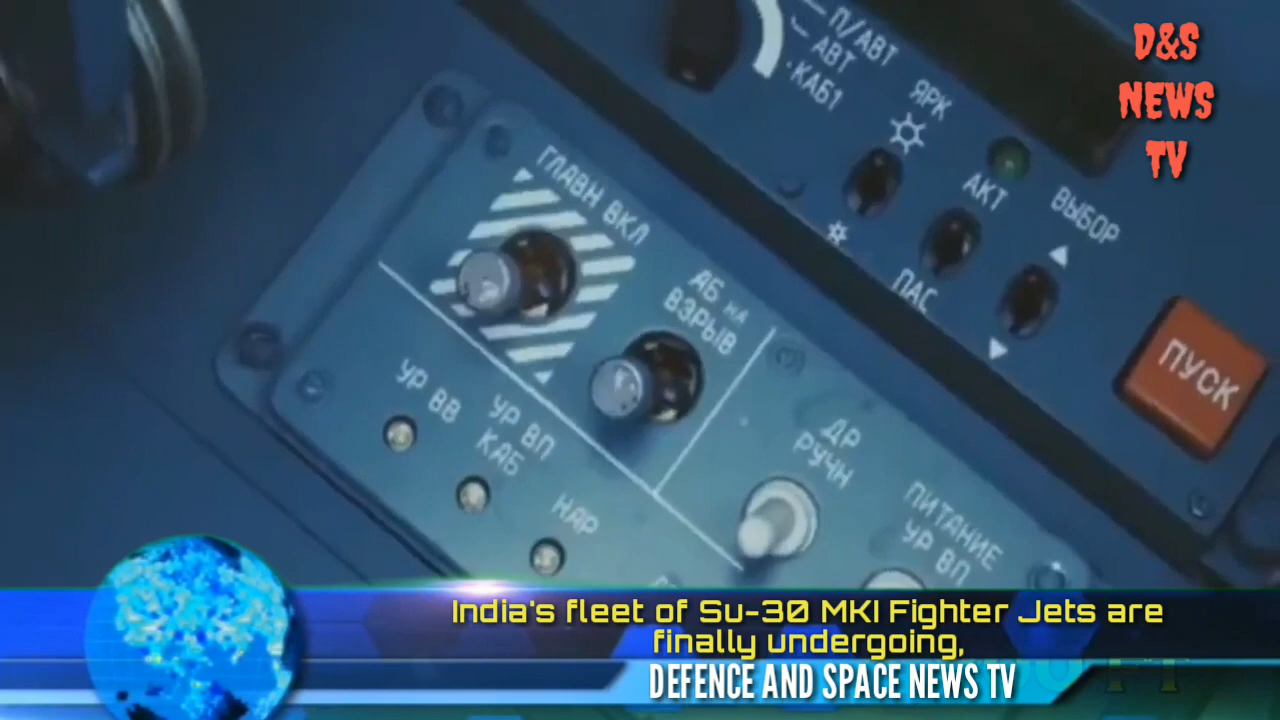 П/АВТ
АВТ
·КАБ1
ЯРК
АКТ
ВЫБОР
ПАС
ПУСК
ГЛАВН ВКЛ
АБ НА
ВЗРЫВ
УР ВВ
УР ВП
КАБ
НАР
ДР
РУЧН
ПИТАНИЕ
УР ВП
D&S
NEWS
TV
India's fleet of Su-30 MKI Fighter Jets are
finally undergoing,
DEFENCE AND SPACE NEWS TV